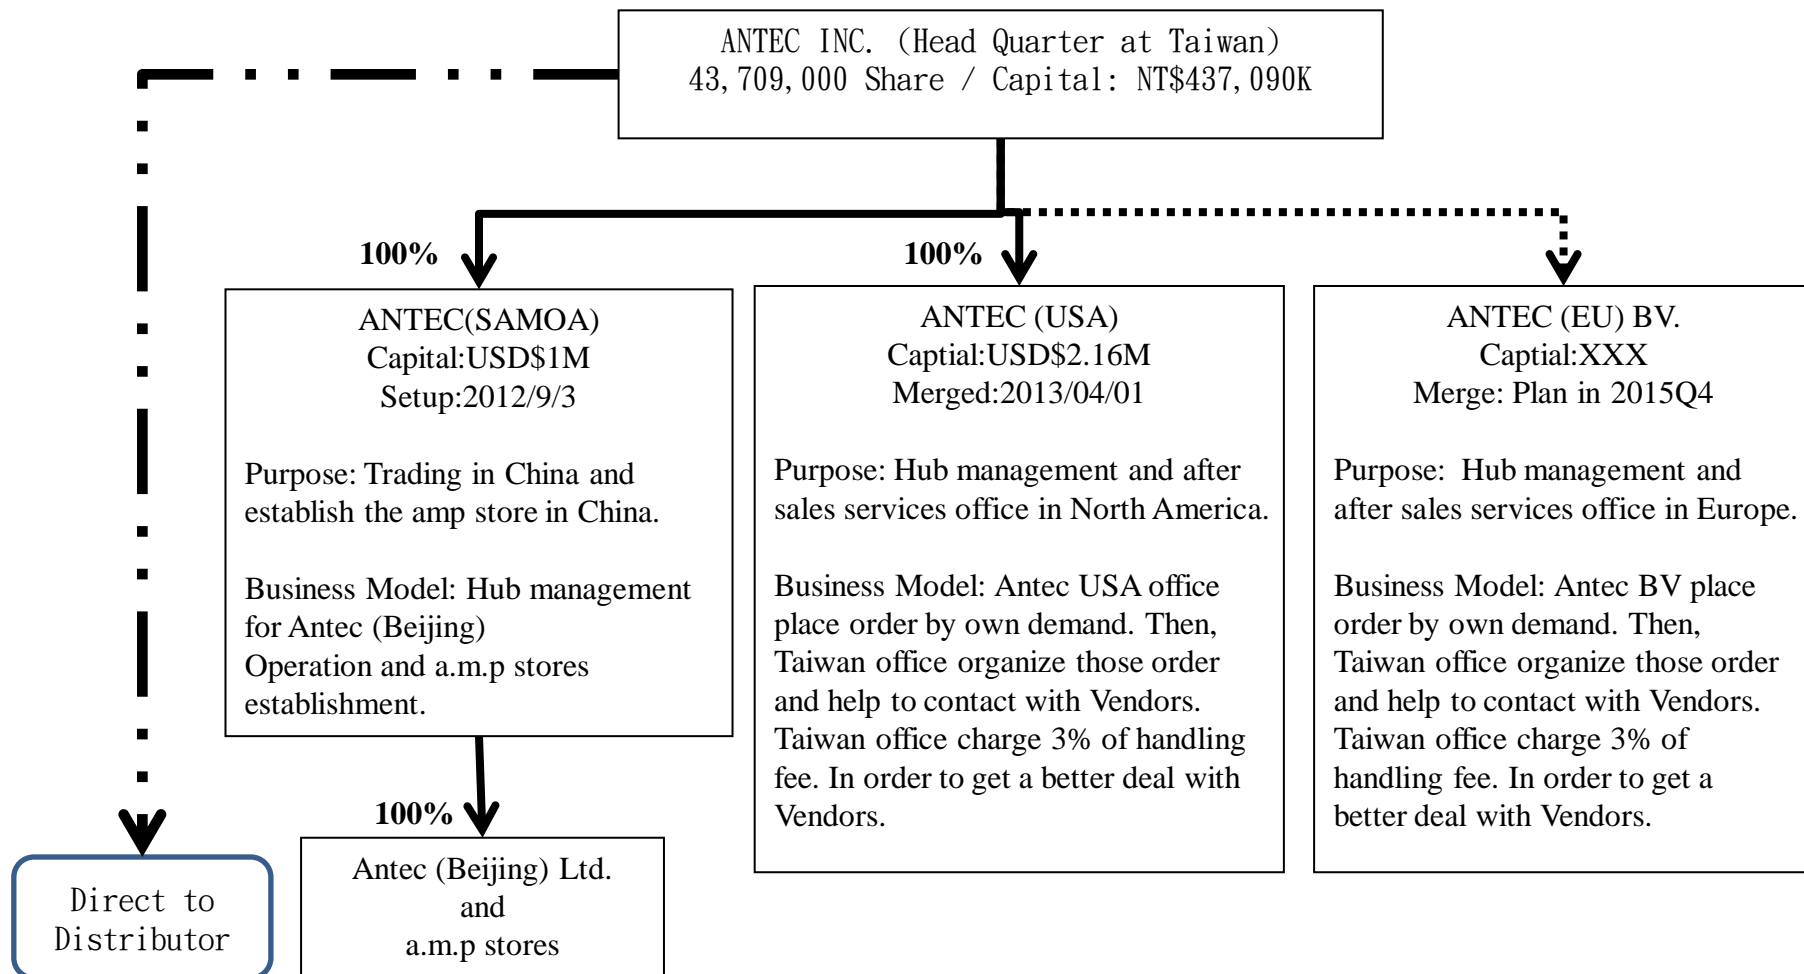 ANTEC INC. (Head Quarter at Taiwan)
43,709,000 Share / Capital: NT$437,090K
100%
100%
ANTEC(SAMOA)
Capital:USD$1M
Setup:2012/9/3
Purpose: Trading in China and
establish the amp store in China.
Business Model: Hub management
for Antec (Beijing)
Operation and a.m.p stores
establishment.
ANTEC (USA)
Captial:USD$2.16M
Merged:2013/04/01
Purpose: Hub management and after
sales services office in North America.
Business Model: Antec USA office
place order by own demand. Then,
Taiwan office organize those order
and help to contact with Vendors.
Taiwan office charge 3% of handling
fee. In order to get a better deal with
Vendors.
ANTEC (EU) BV.
Captial:XXX
Merge: Plan in 2015Q4
Purpose: Hub management and
after sales services office in Europe.
Business Model: Antec BV place
order by own demand. Then,
Taiwan office organize those order
and help to contact with Vendors.
Taiwan office charge 3% of
handling fee. In order to get a
better deal with Vendors.
100%
Direct to
Distributor
Antec (Beijing) Ltd.
and
a.m.p stores